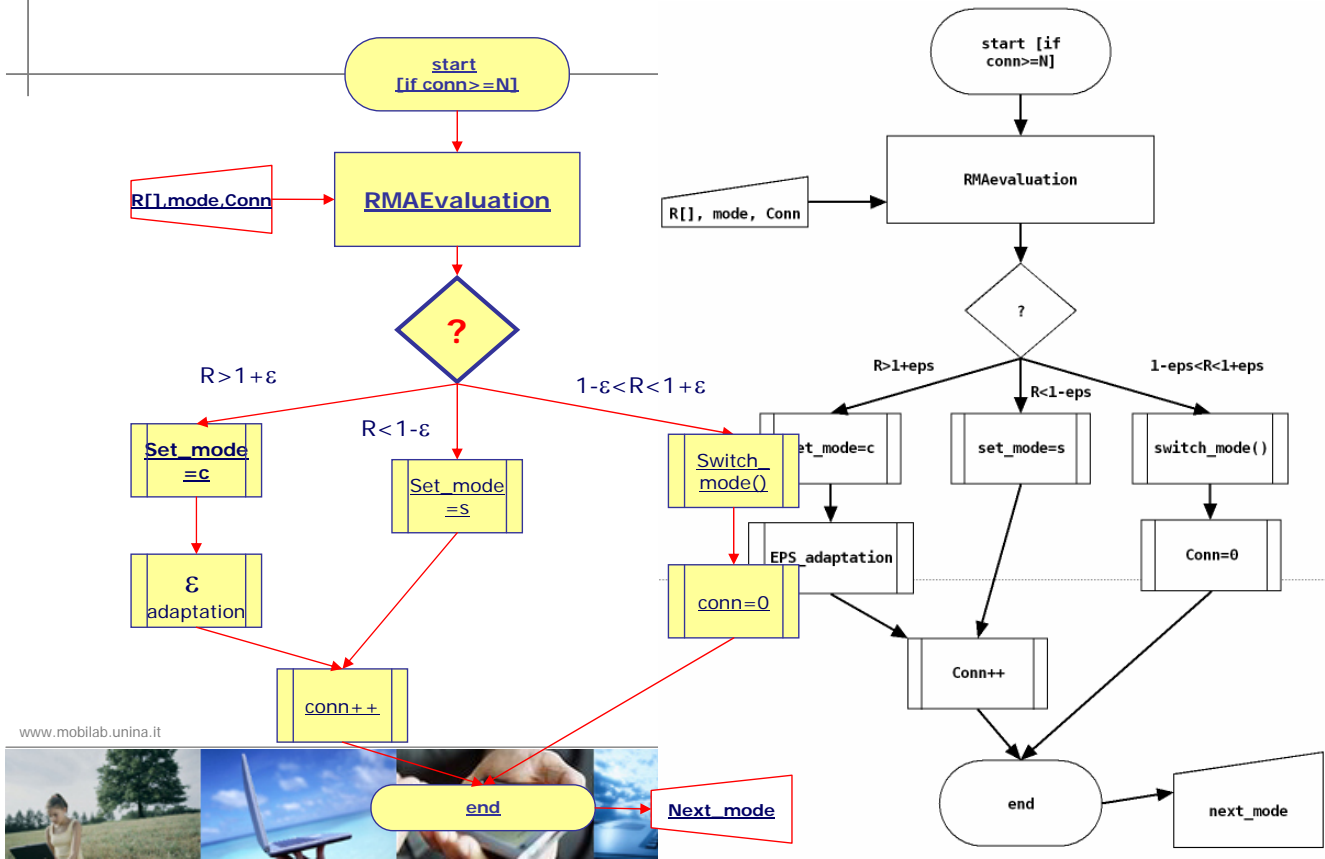 start
[if conn>=N]
R[],mode,Conn
RMAEvaluation
?
R>1+ε
R<1-ε
1-ε<R<1+ε
Set_mode
=c
Set_mode
=s
Switch_
mode()
ε
adaptation
conn=0
conn++
www.mobilab.unina.it
end
Next_mode
start [if
conn>=N]
RMAevaluation
R[], mode, Conn
?
R>1+eps
R<1-eps
1-eps<R<1+eps
et_mode=c
set_mode=s
switch_mode()
EPS_adaptation
Conn=0
Conn++
end
next_mode